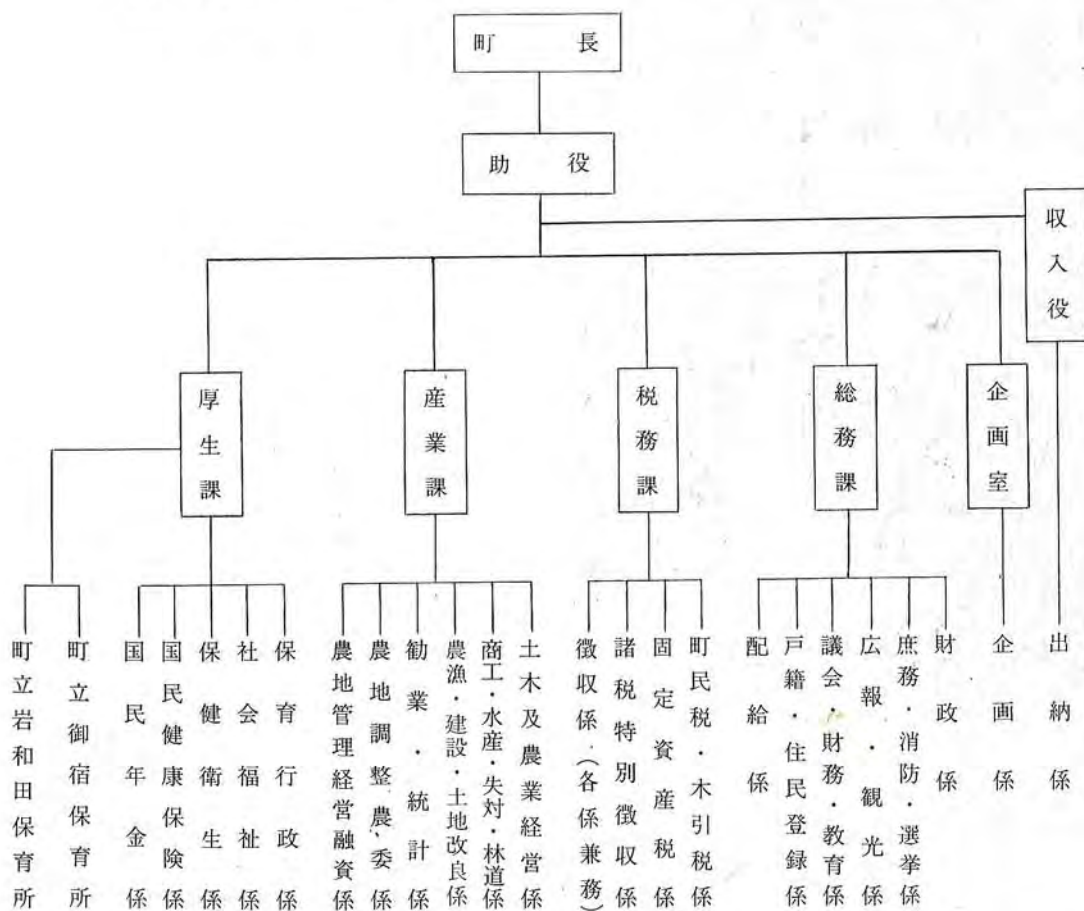 町長
助役
収入役
企画室
総務課
税務課
産業課
厚生課
出納係
企画係
財政係
庶務・消防・選挙係
広報・観光係
議会・財務・教育係
戸籍・住民登録係
配給係
町民税・木引税係
固定資産税係
諸税特別徴収係
徴収係(各係兼務)
土木及農業経営係
商工・水産・失対・林道係
農漁・建設・土地改良係
勧業・統計係
農地調整農、委係
農地管理経営融資係
保育行政係
社会福祉係
保健衛生係
国民健康保険係
国民年金係
町立御宿保育所
町立岩和田保育所